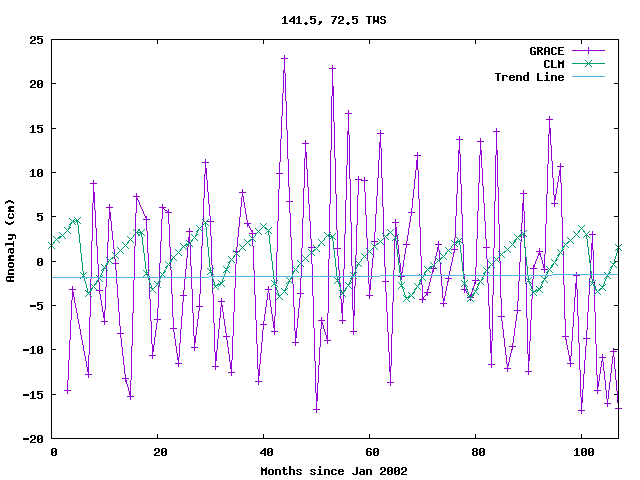 141.5, 72.5 TWS
GRACE
CLM
Trend Line
Anomaly (cm)
25
20
15
10
5
0
-5
-10
-15
-20
0 20 40 60 80 100
Months since Jan 2002